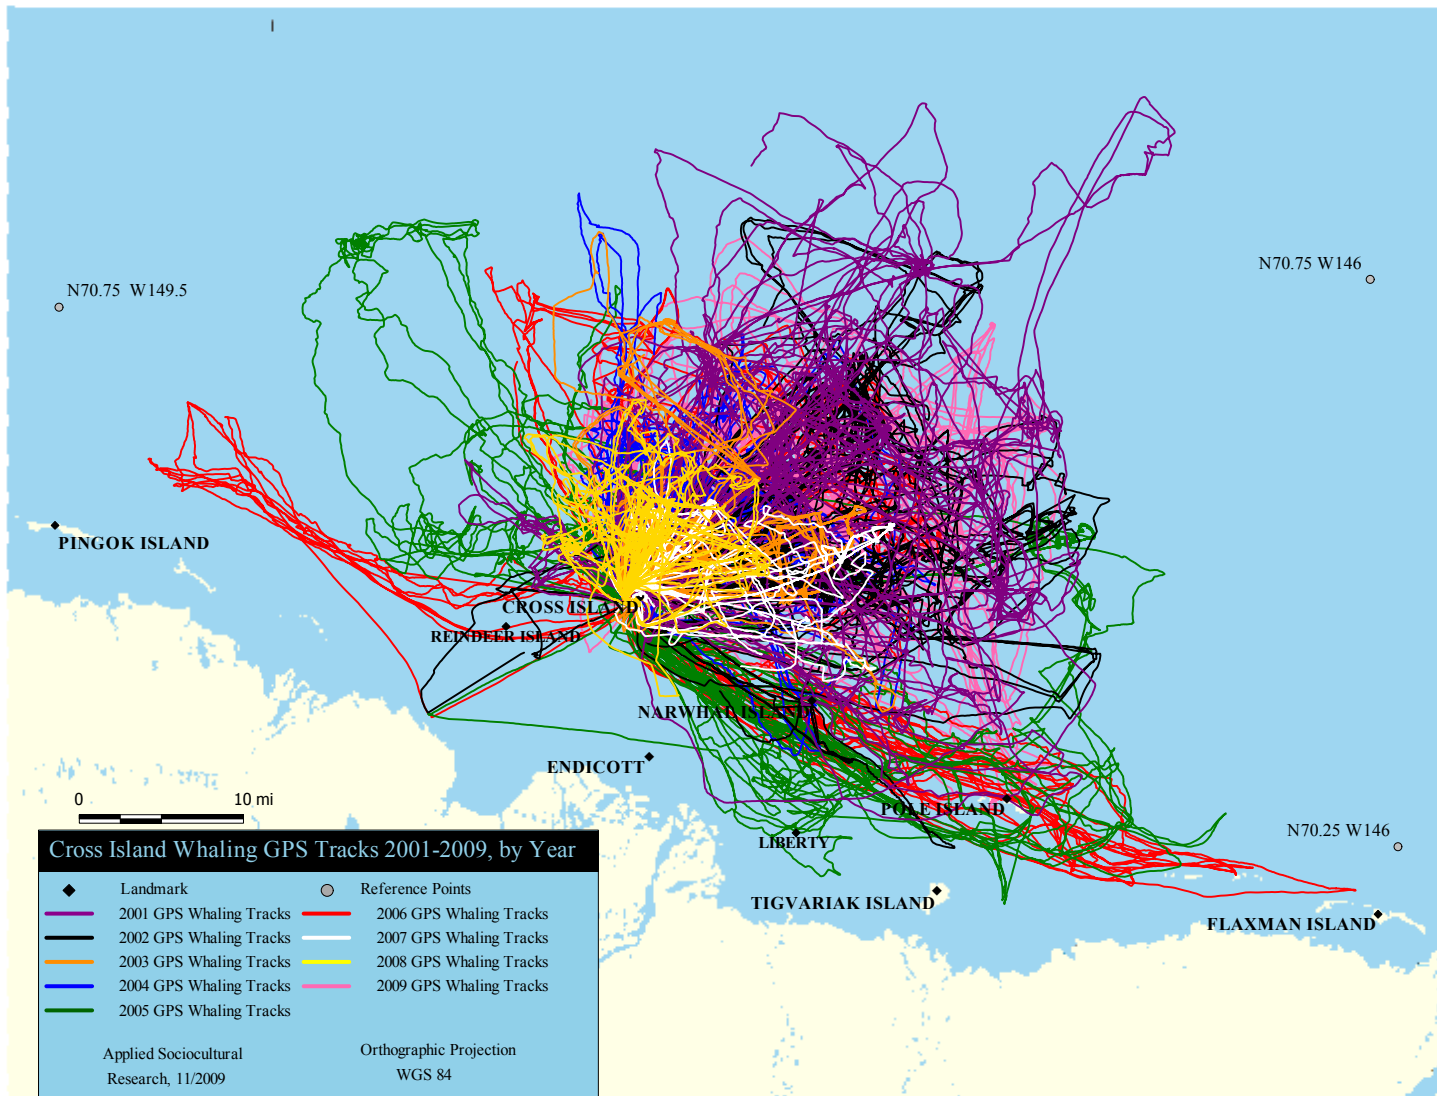 N70.75 W146
N70.75 W149.5
PINGOK ISLAND
CROSS ISLAND
REINDEER ISLAND
NARWHAL ISLAND
ENDICOTT
0 10 mi
POLE ISLAND
LIBERTY
N70.25 W146
TIGVARIAK ISLAND
FLAXMAN ISLAND
Cross Island Whaling GPS Tracks 2001-2009, by Year
Landmark
Reference Points
2001 GPS Whaling Tracks
2006 GPS Whaling Tracks
2002 GPS Whaling Tracks
2007 GPS Whaling Tracks
2003 GPS Whaling Tracks
2008 GPS Whaling Tracks
2004 GPS Whaling Tracks
2009 GPS Whaling Tracks
2005 GPS Whaling Tracks
Applied Sociocultural
Research, 11/2009
Orthographic Projection
WGS 84